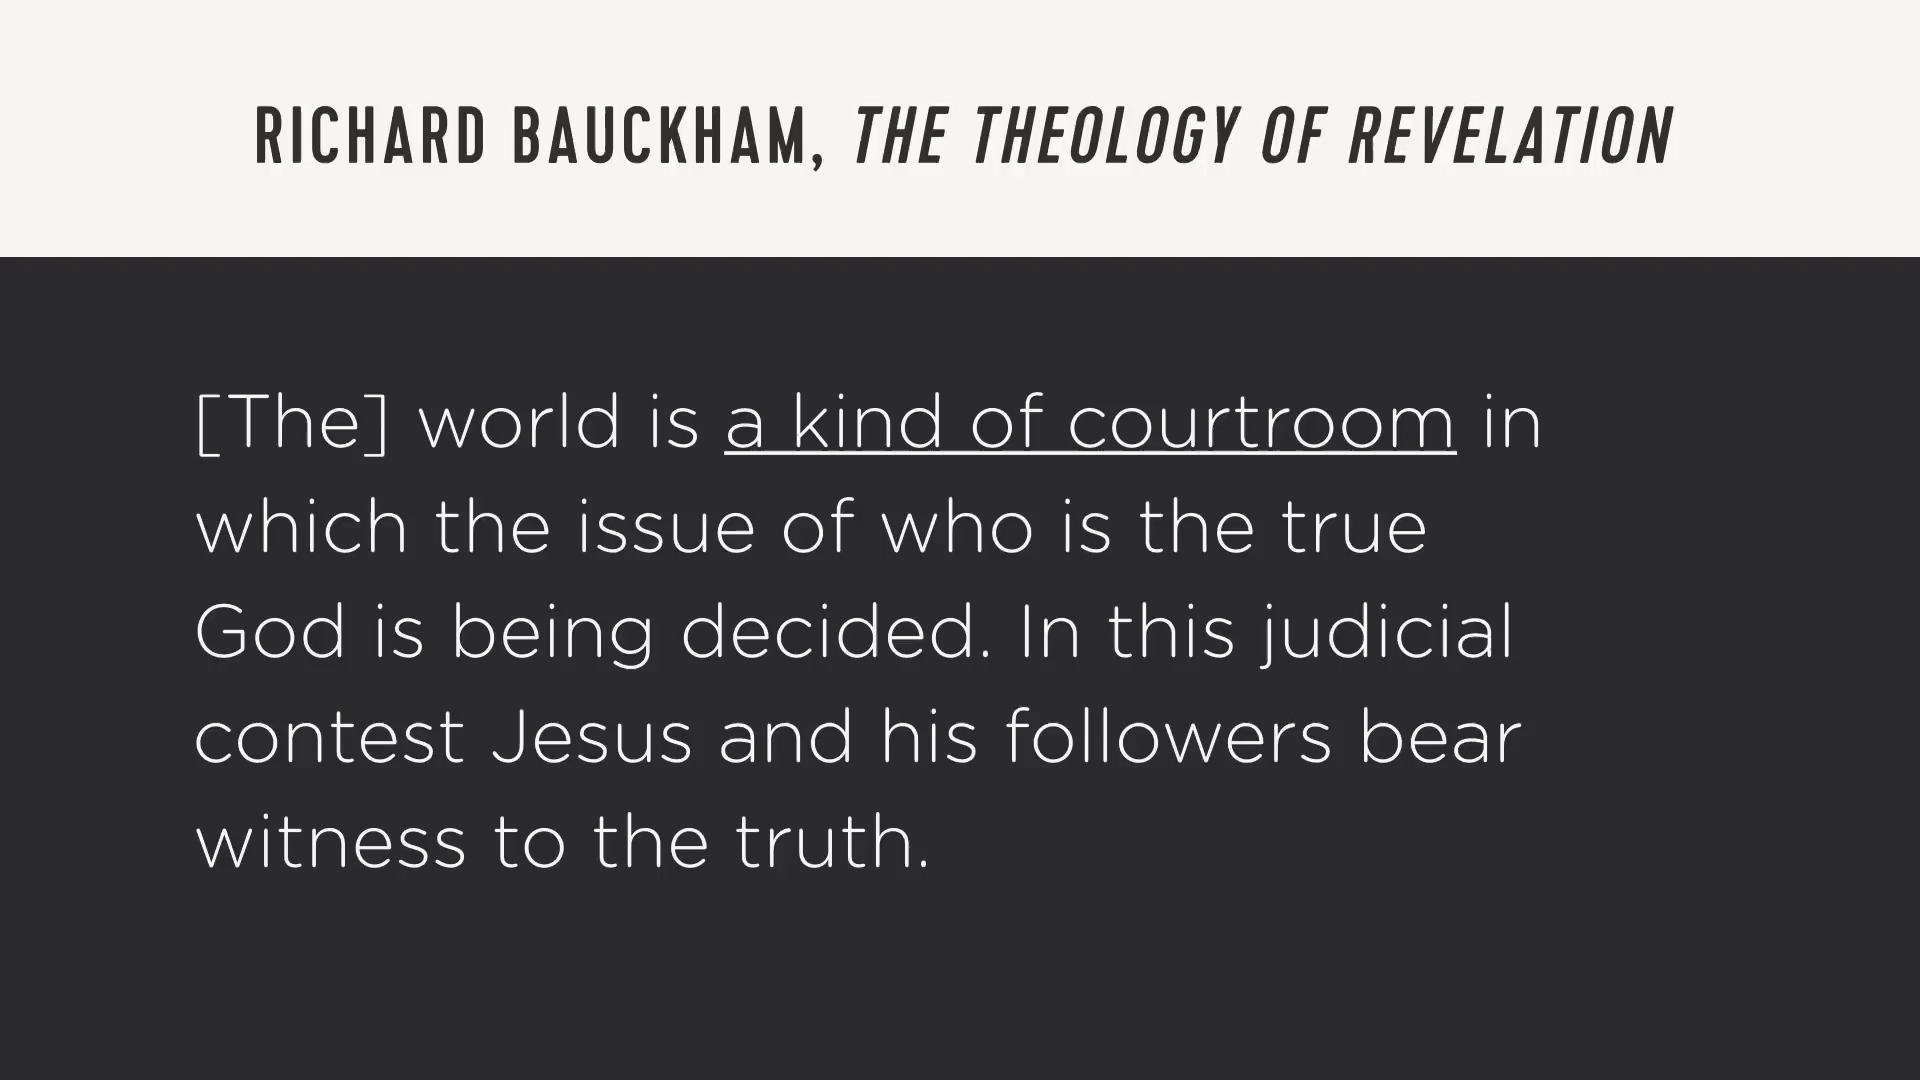 RICHARD BAUCKHAM, THE THEOLOGY OF REVELATION
[The] world is a kind of courtroom in
which the issue of who is the true
God is being decided. In this judicial
contest Jesus and his followers bear
witness to the truth.